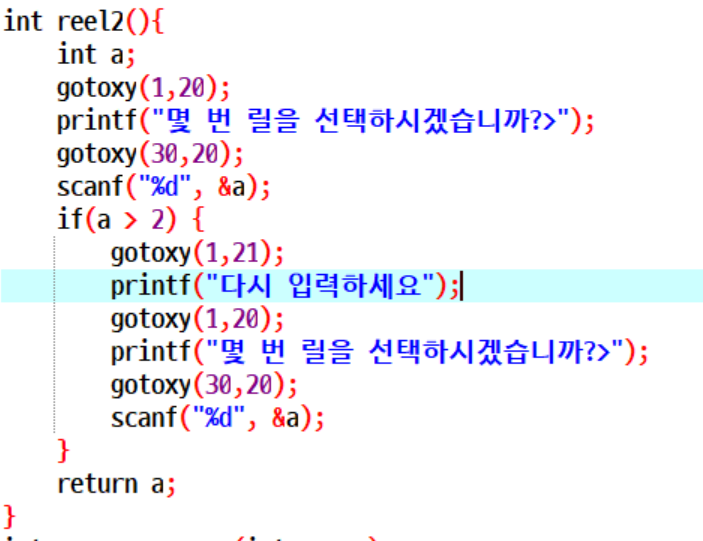 int reel2(){
int a;
gotoxy(1,20);
printf("몇 번 릴을 선택하시겠습니까?>");
gotoxy(30,20);
scanf("%d", &a);
if(a > 2) {
gotoxy(1,21);
printf("다시 입력하세요");
gotoxy(1,20);
printf("몇 번 릴을 선택하시겠습니까?>");
gotoxy(30,20);
scanf("%d", &a);
}
return a;
}